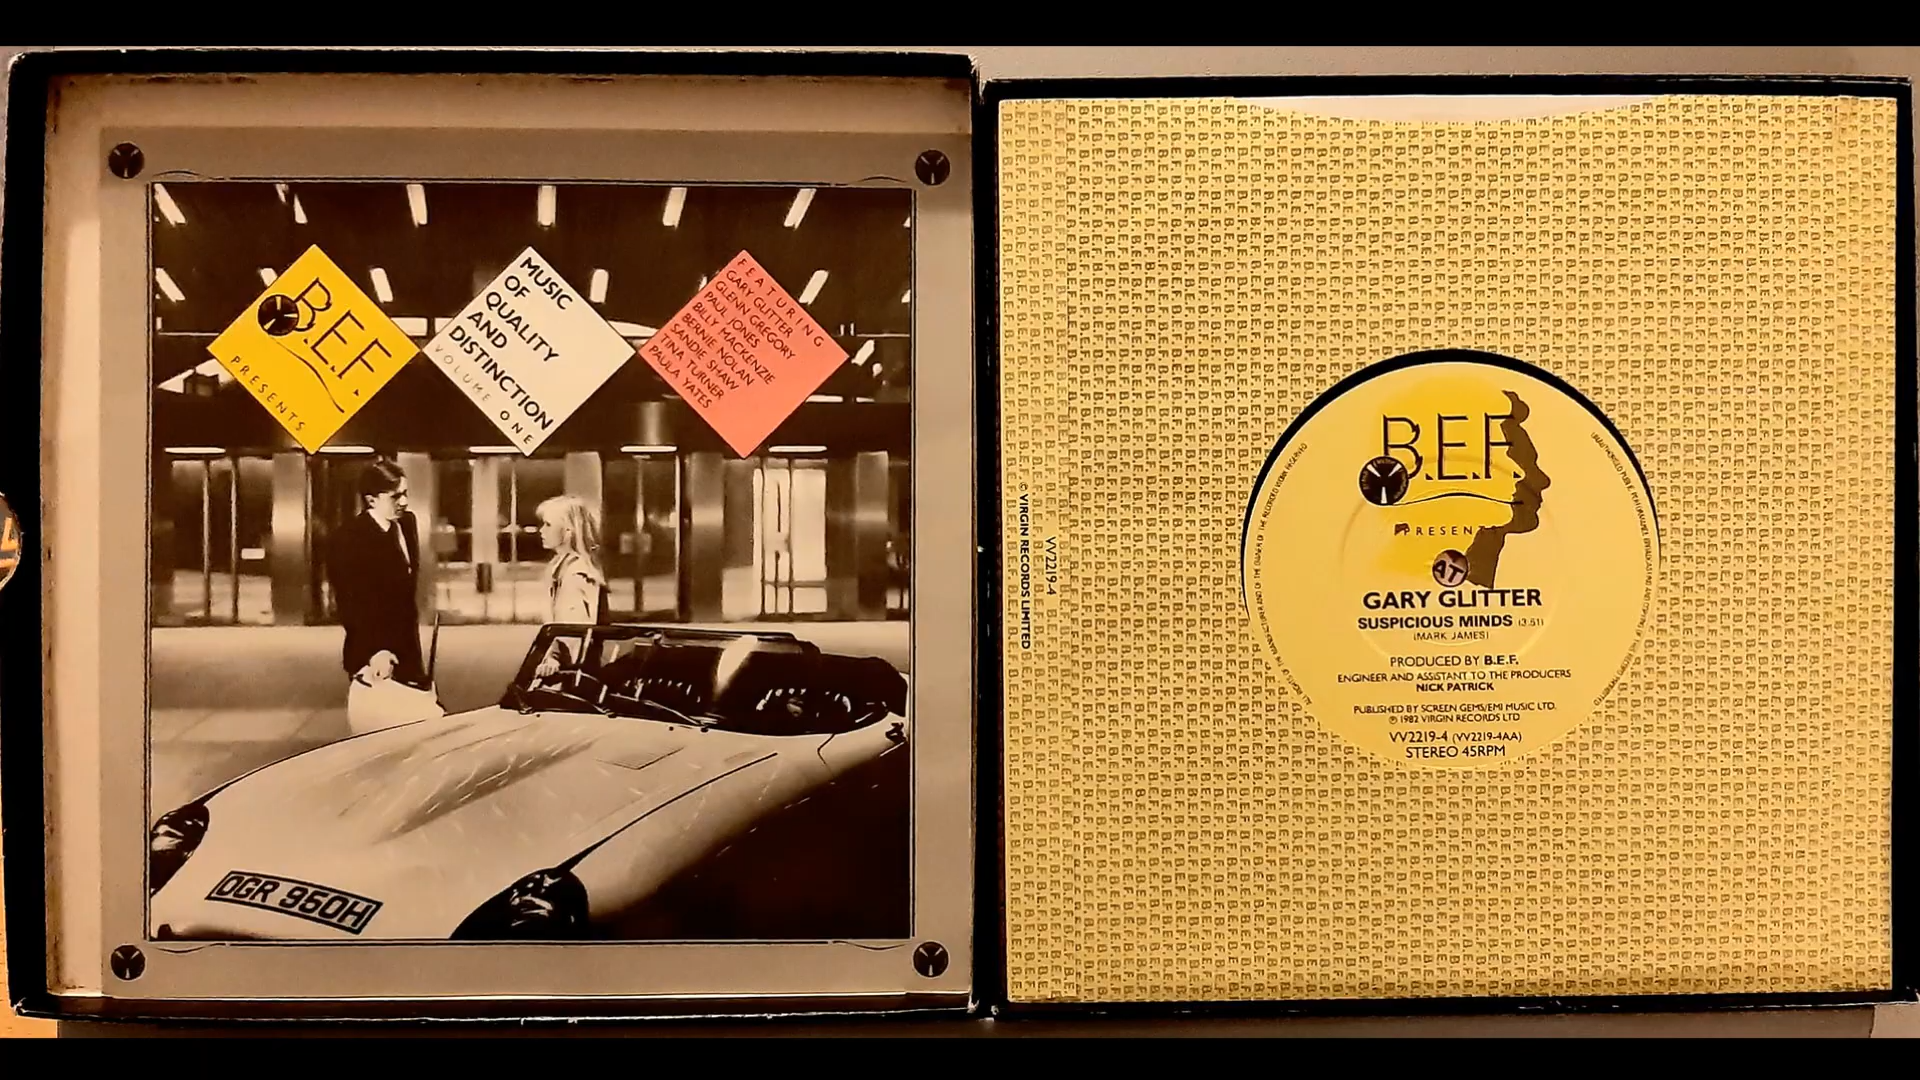 B.E.F.
PRESENTS
MUSIC
OF
QUALITY
AND
DISTINCTION
VOLUME ONE
FEATURING
GARY GLITTER
GLENN GREGORY
PAUL JONES
BILLY MACKENZIE
BERNIE NOLAN
SANDIE SHAW
TINA TURNER
PAULA YATES
OGR 950H
© VIRGIN RECORDS LIMITED
VV2219-4
B.E.F.
PRESENT
AT
GARY GLITTER
SUSPICIOUS MINDS (3.51)
(MARK JAMES)
PRODUCED BY B.E.F.
ENGINEER AND ASSISTANT TO THE PRODUCERS
NICK PATRICK
PUBLISHED BY SCREEN GEMS/EMI MUSIC LTD.
℗ 1982 VIRGIN RECORDS LTD
VV2219-4 (VV2219-4AA)
STEREO 45RPM